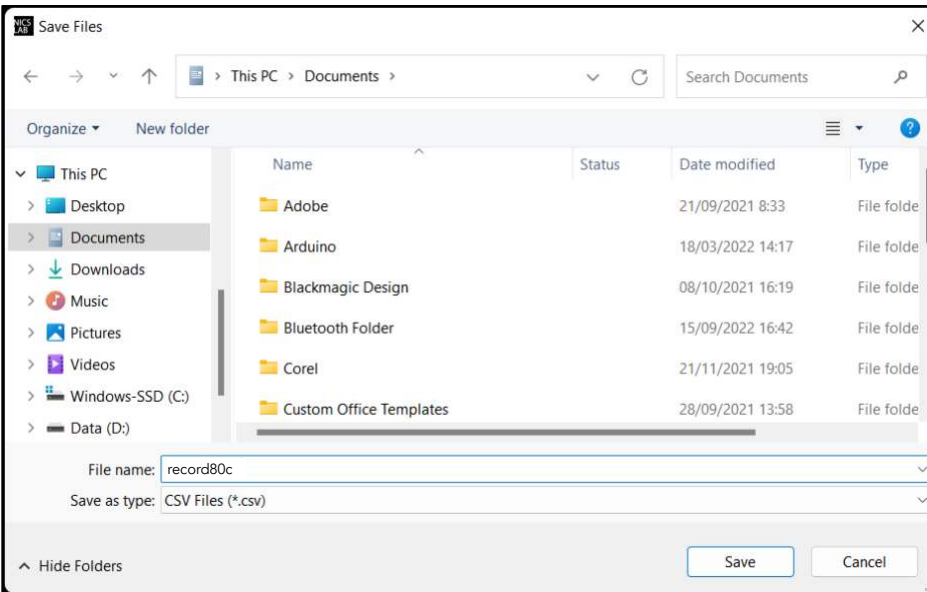 NICS LAB Save Files
This PC > Documents >
Search Documents
Organize
New folder
Name
Status
Date modified
Type
This PC
Desktop
Documents
Downloads
Music
Pictures
Videos
Windows-SSD (C:)
Data (D:)
Adobe 21/09/2021 8:33 File folde
Arduino 18/03/2022 14:17 File folde
Blackmagic Design 08/10/2021 16:19 File folde
Bluetooth Folder 15/09/2022 16:42 File folde
Corel 21/11/2021 19:05 File folde
Custom Office Templates 28/09/2021 13:58 File folde
File name: record80c
Save as type: CSV Files (*.csv)
Hide Folders
Save
Cancel